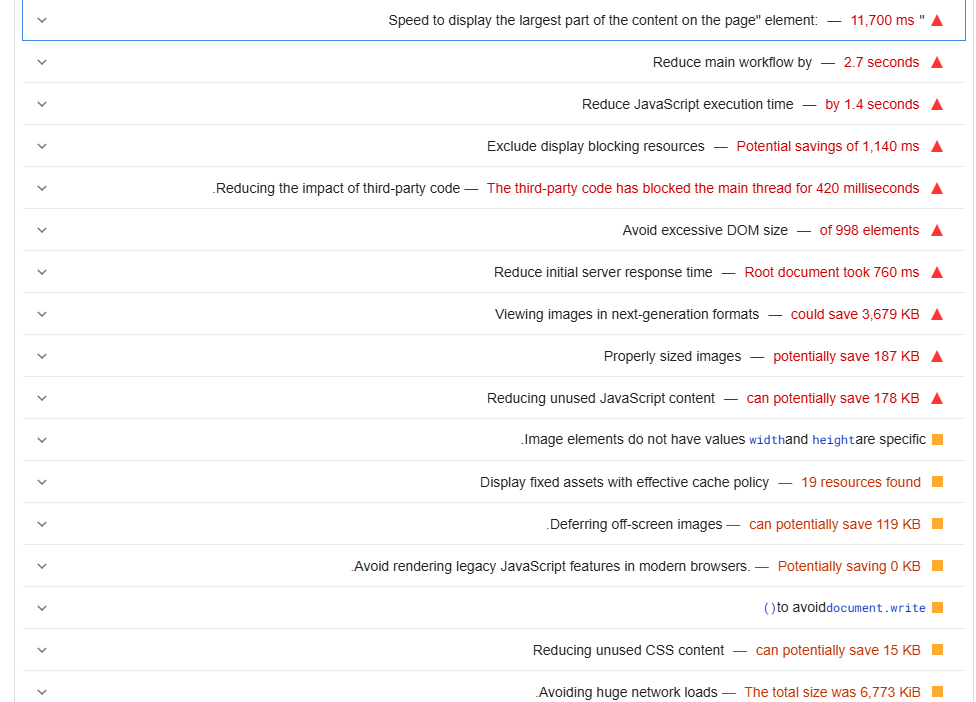 Speed to display the largest part of the content on the page" element: — 11,700 ms "
Reduce main workflow by — 2.7 seconds
Reduce JavaScript execution time — by 1.4 seconds
Exclude display blocking resources — Potential savings of 1,140 ms
.Reducing the impact of third-party code — The third-party code has blocked the main thread for 420 milliseconds
Avoid excessive DOM size — of 998 elements
Reduce initial server response time — Root document took 760 ms
Viewing images in next-generation formats — could save 3,679 KB
Properly sized images — potentially save 187 KB
Reducing unused JavaScript content — can potentially save 178 KB
.Image elements do not have values widthand heightare specific
Display fixed assets with effective cache policy — 19 resources found
.Deferring off-screen images — can potentially save 119 KB
.Avoid rendering legacy JavaScript features in modern browsers. — Potentially saving 0 KB
()to avoiddocument.write
Reducing unused CSS content — can potentially save 15 KB
.Avoiding huge network loads — The total size was 6,773 KiB